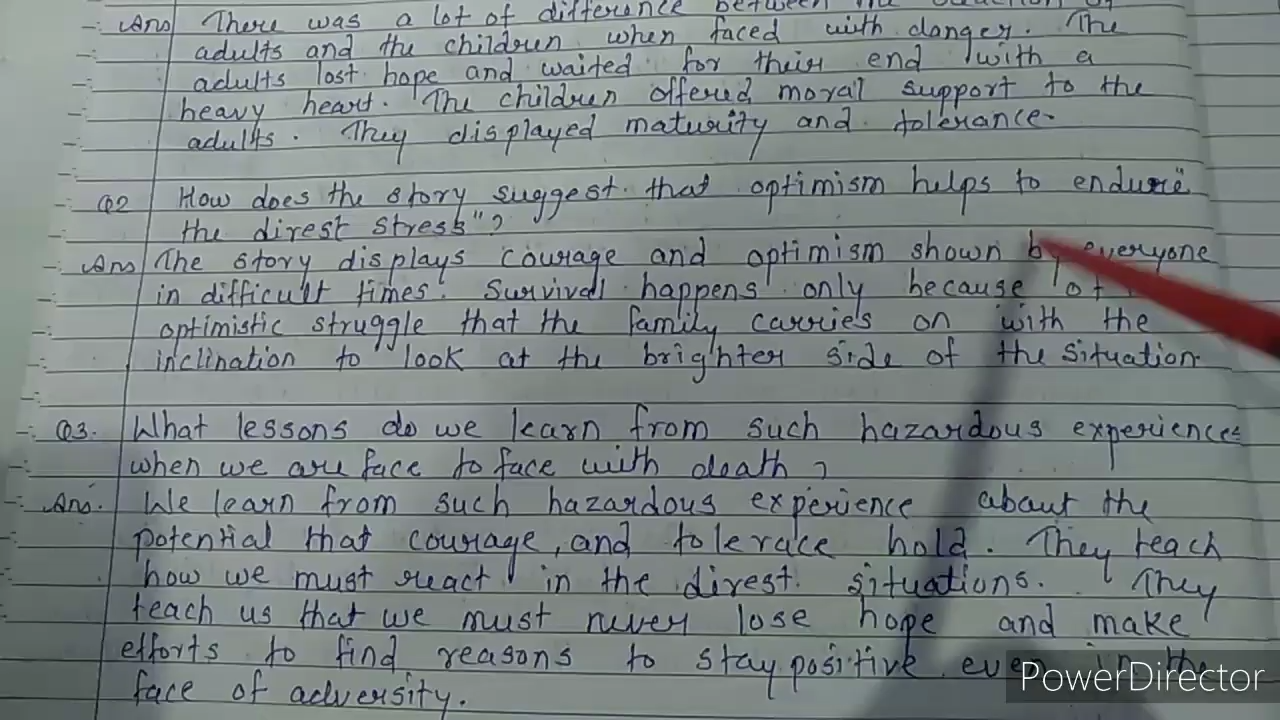 Ans There was a lot of difference between the reaction of
adults and the children when faced with danger. The
adults lost hope and waited for their end with a
heavy heart. The children offered moral support to the
adults. They displayed maturity and tolerance.
Q2 How does the story suggest that optimism helps to endure
the direst stress"?
Ans The story displays courage and optimism shown by everyone
in difficult times. Survival happens only because of
optimistic struggle that the family carries on with the
inclination to look at the brighter side of the situation.
Q3. What lessons do we learn from such hazardous experiences
when we are face to face with death?
Ans. We learn from such hazardous experience about the
potential that courage, and tolerace hold. They teach
how we must react in the direst situations. They
teach us that we must never lose hope and make
efforts to find reasons to stay positive even in the
face of adversity.
PowerDirector